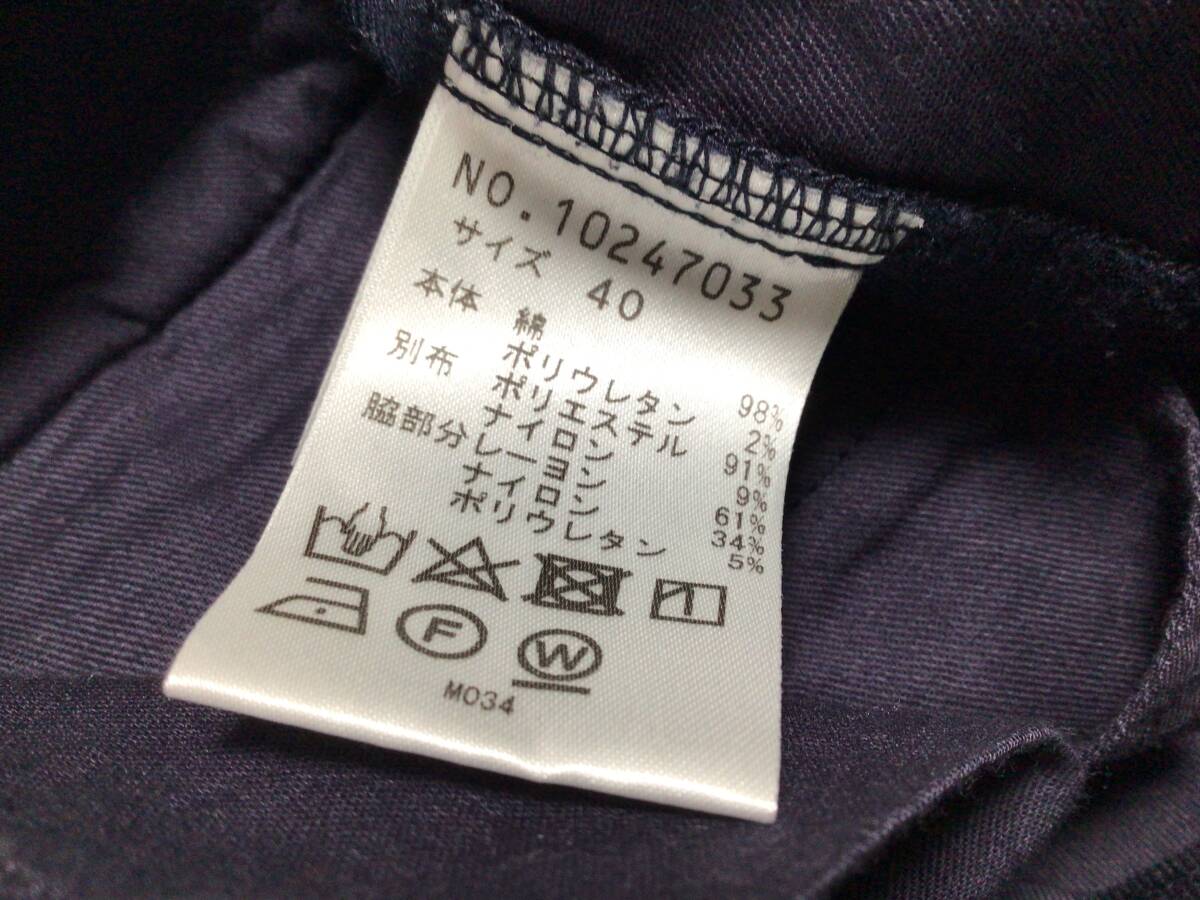 NO.10247033
サイズ 40
本体 綿 98%
ポリウレタン 2%
別布 ポリエステル 91%
ナイロン 9%
脇部分 レーヨン 61%
ナイロン 34%
ポリウレタン 5%
F W
M034